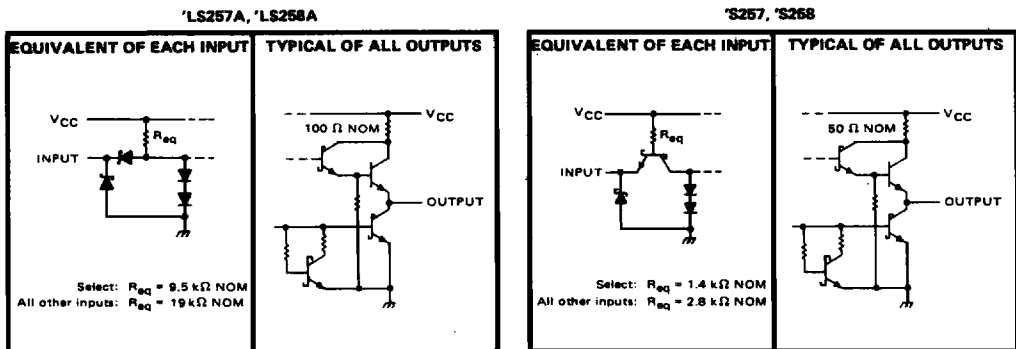 'LS257A, 'LS258A
EQUIVALENT OF EACH INPUT
TYPICAL OF ALL OUTPUTS
VCC
Req
INPUT
Select: Req = 9.5 kΩ NOM
All other inputs: Req = 19 kΩ NOM
VCC
100 Ω NOM
OUTPUT
'S257, 'S258
EQUIVALENT OF EACH INPUT
TYPICAL OF ALL OUTPUTS
VCC
Req
INPUT
Select: Req = 1.4 kΩ NOM
All other inputs: Req = 2.8 kΩ NOM
VCC
50 Ω NOM
OUTPUT